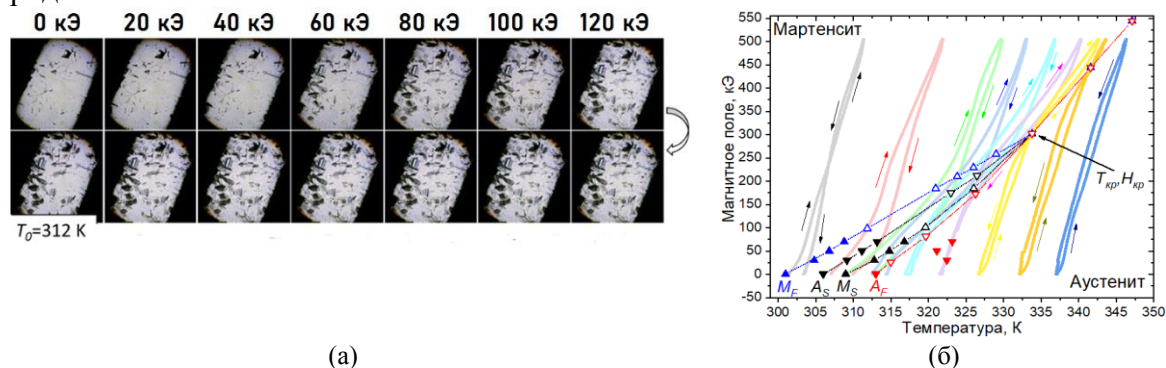 0 кЭ 20 кЭ 40 кЭ 60 кЭ 80 кЭ 100 кЭ 120 кЭ
T₀=312 К
(а)
Магнитное поле, кЭ
550
500
450
400
350
300
250
200
150
100
50
0
-50
Мартенсит
Tкр, Hкр
Аустенит
MF AS MS AF
300 305 310 315 320 325 330 335 340 345 350
Температура, К
(б)